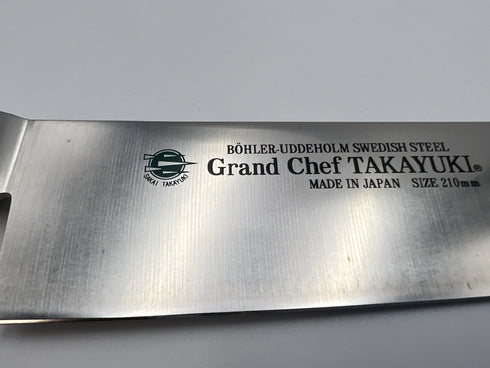 BÖHLER-UDDEHOLM SWEDISH STEEL
Grand Chef TAKAYUKI®
MADE IN JAPAN SIZE 210mm
SAKAI TAKAYUKI